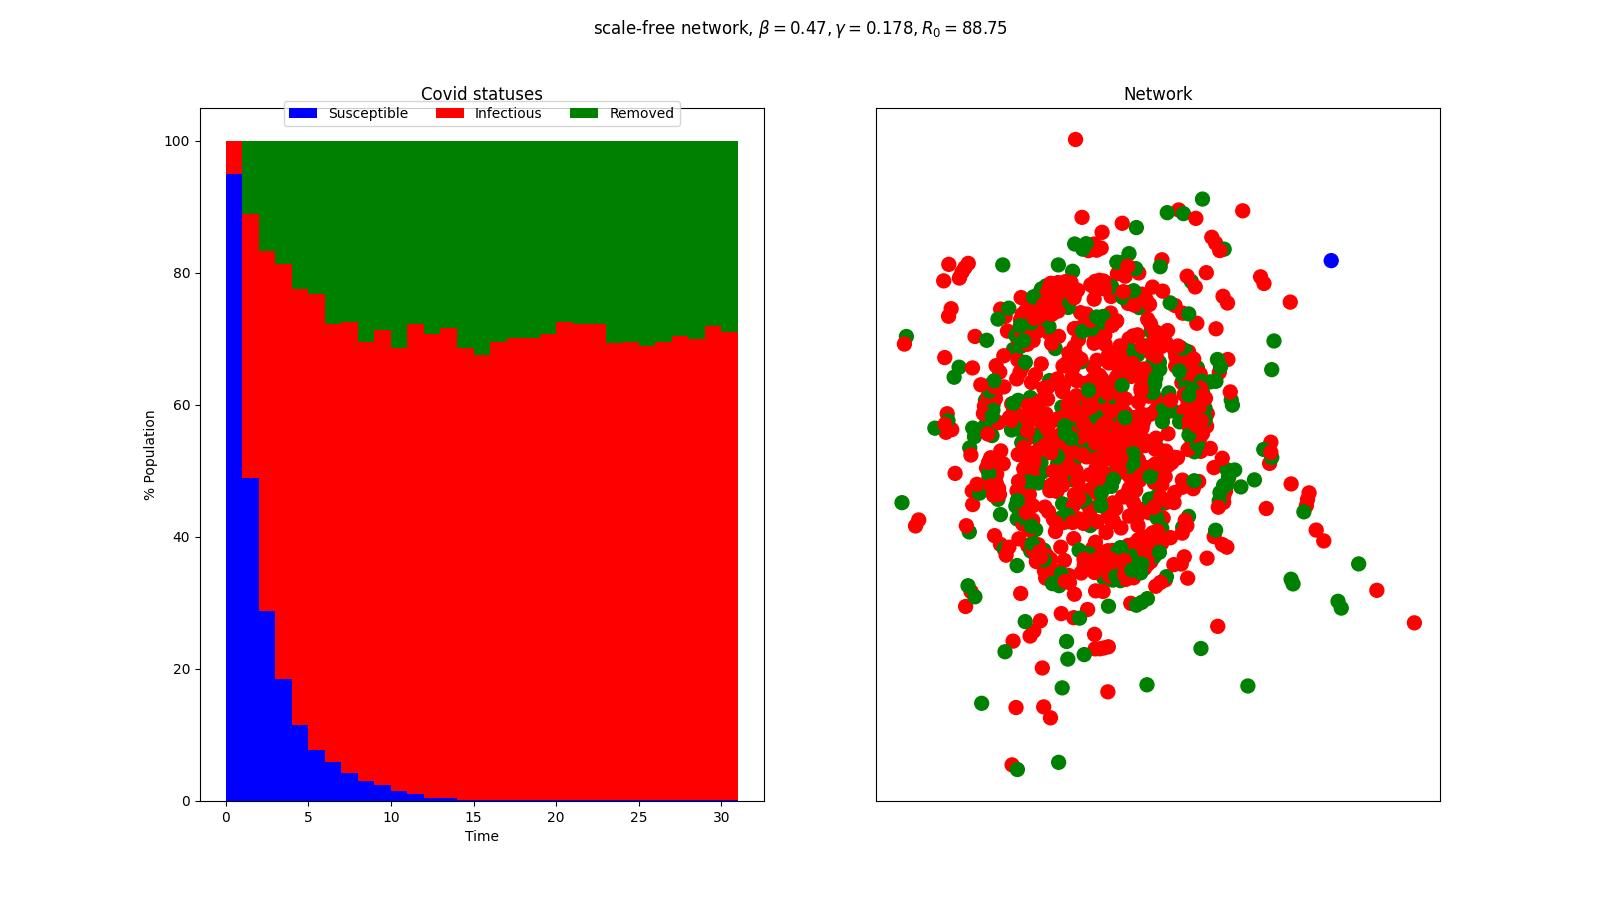 scale-free network, β = 0.47, γ = 0.178, R₀ = 88.75
Covid statuses
Susceptible Infectious Removed
100
80
60
40
20
0
% Population
0 5 10 15 20 25 30
Time
Network